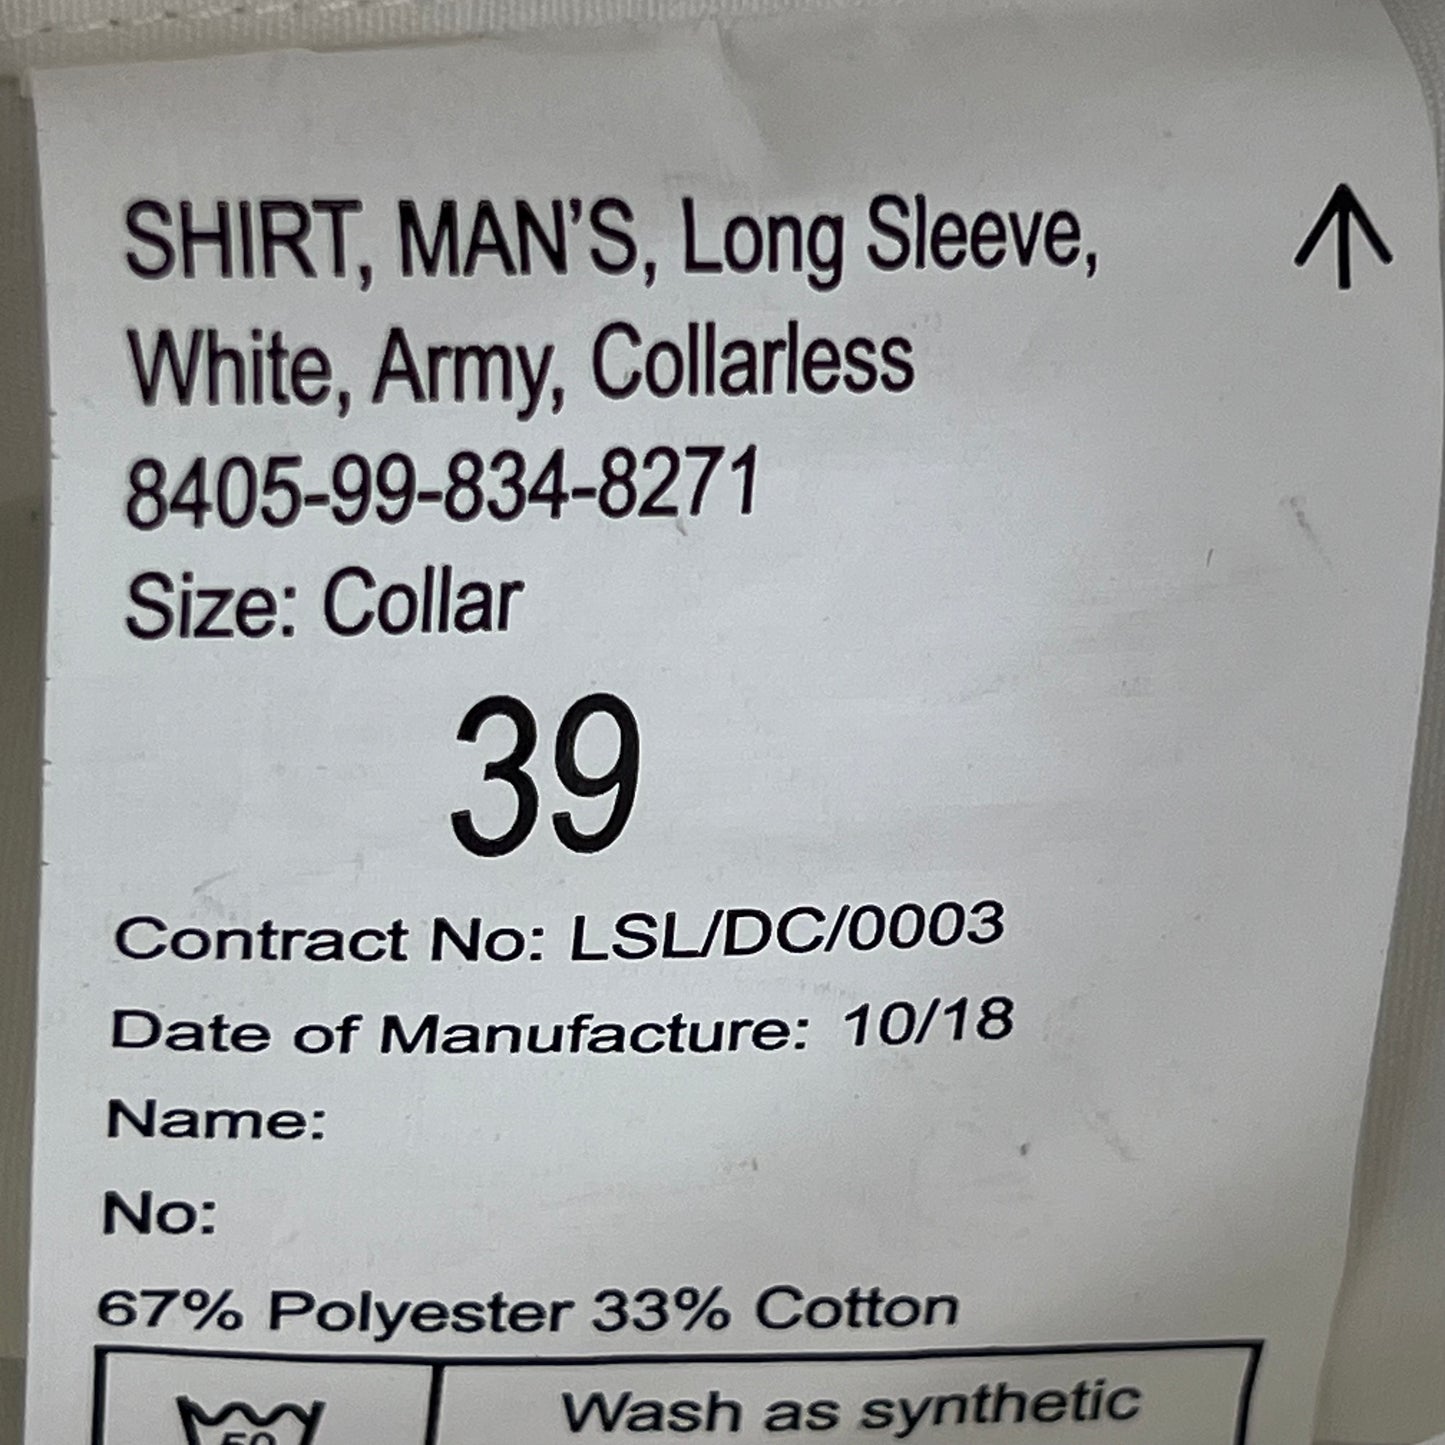 SHIRT, MAN'S, Long Sleeve,
White, Army, Collarless
8405-99-834-8271
Size: Collar
39
Contract No: LSL/DC/0003
Date of Manufacture: 10/18
Name:
No:
67% Polyester 33% Cotton
Wash as synthetic
50